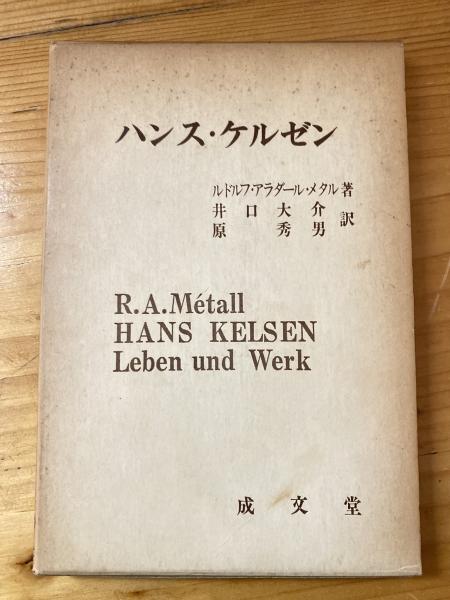 ハンス・ケルゼン
ルドルフ・アラダール・メタル著
井口大介
原秀男訳
R.A.Métall
HANS KELSEN
Leben und Werk
成文堂